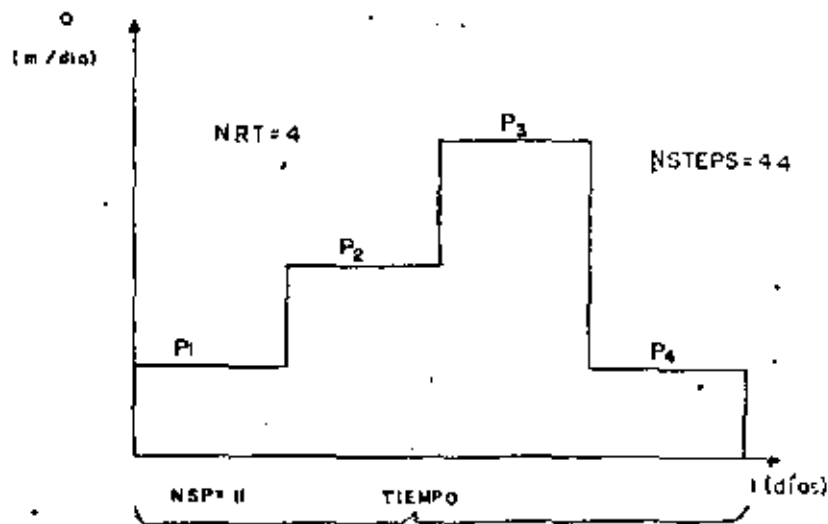 Q
(m/día)
NRT=4
P3
NSTEPS=44
P2
P1
P4
t (días)
NSP=11
TIEMPO